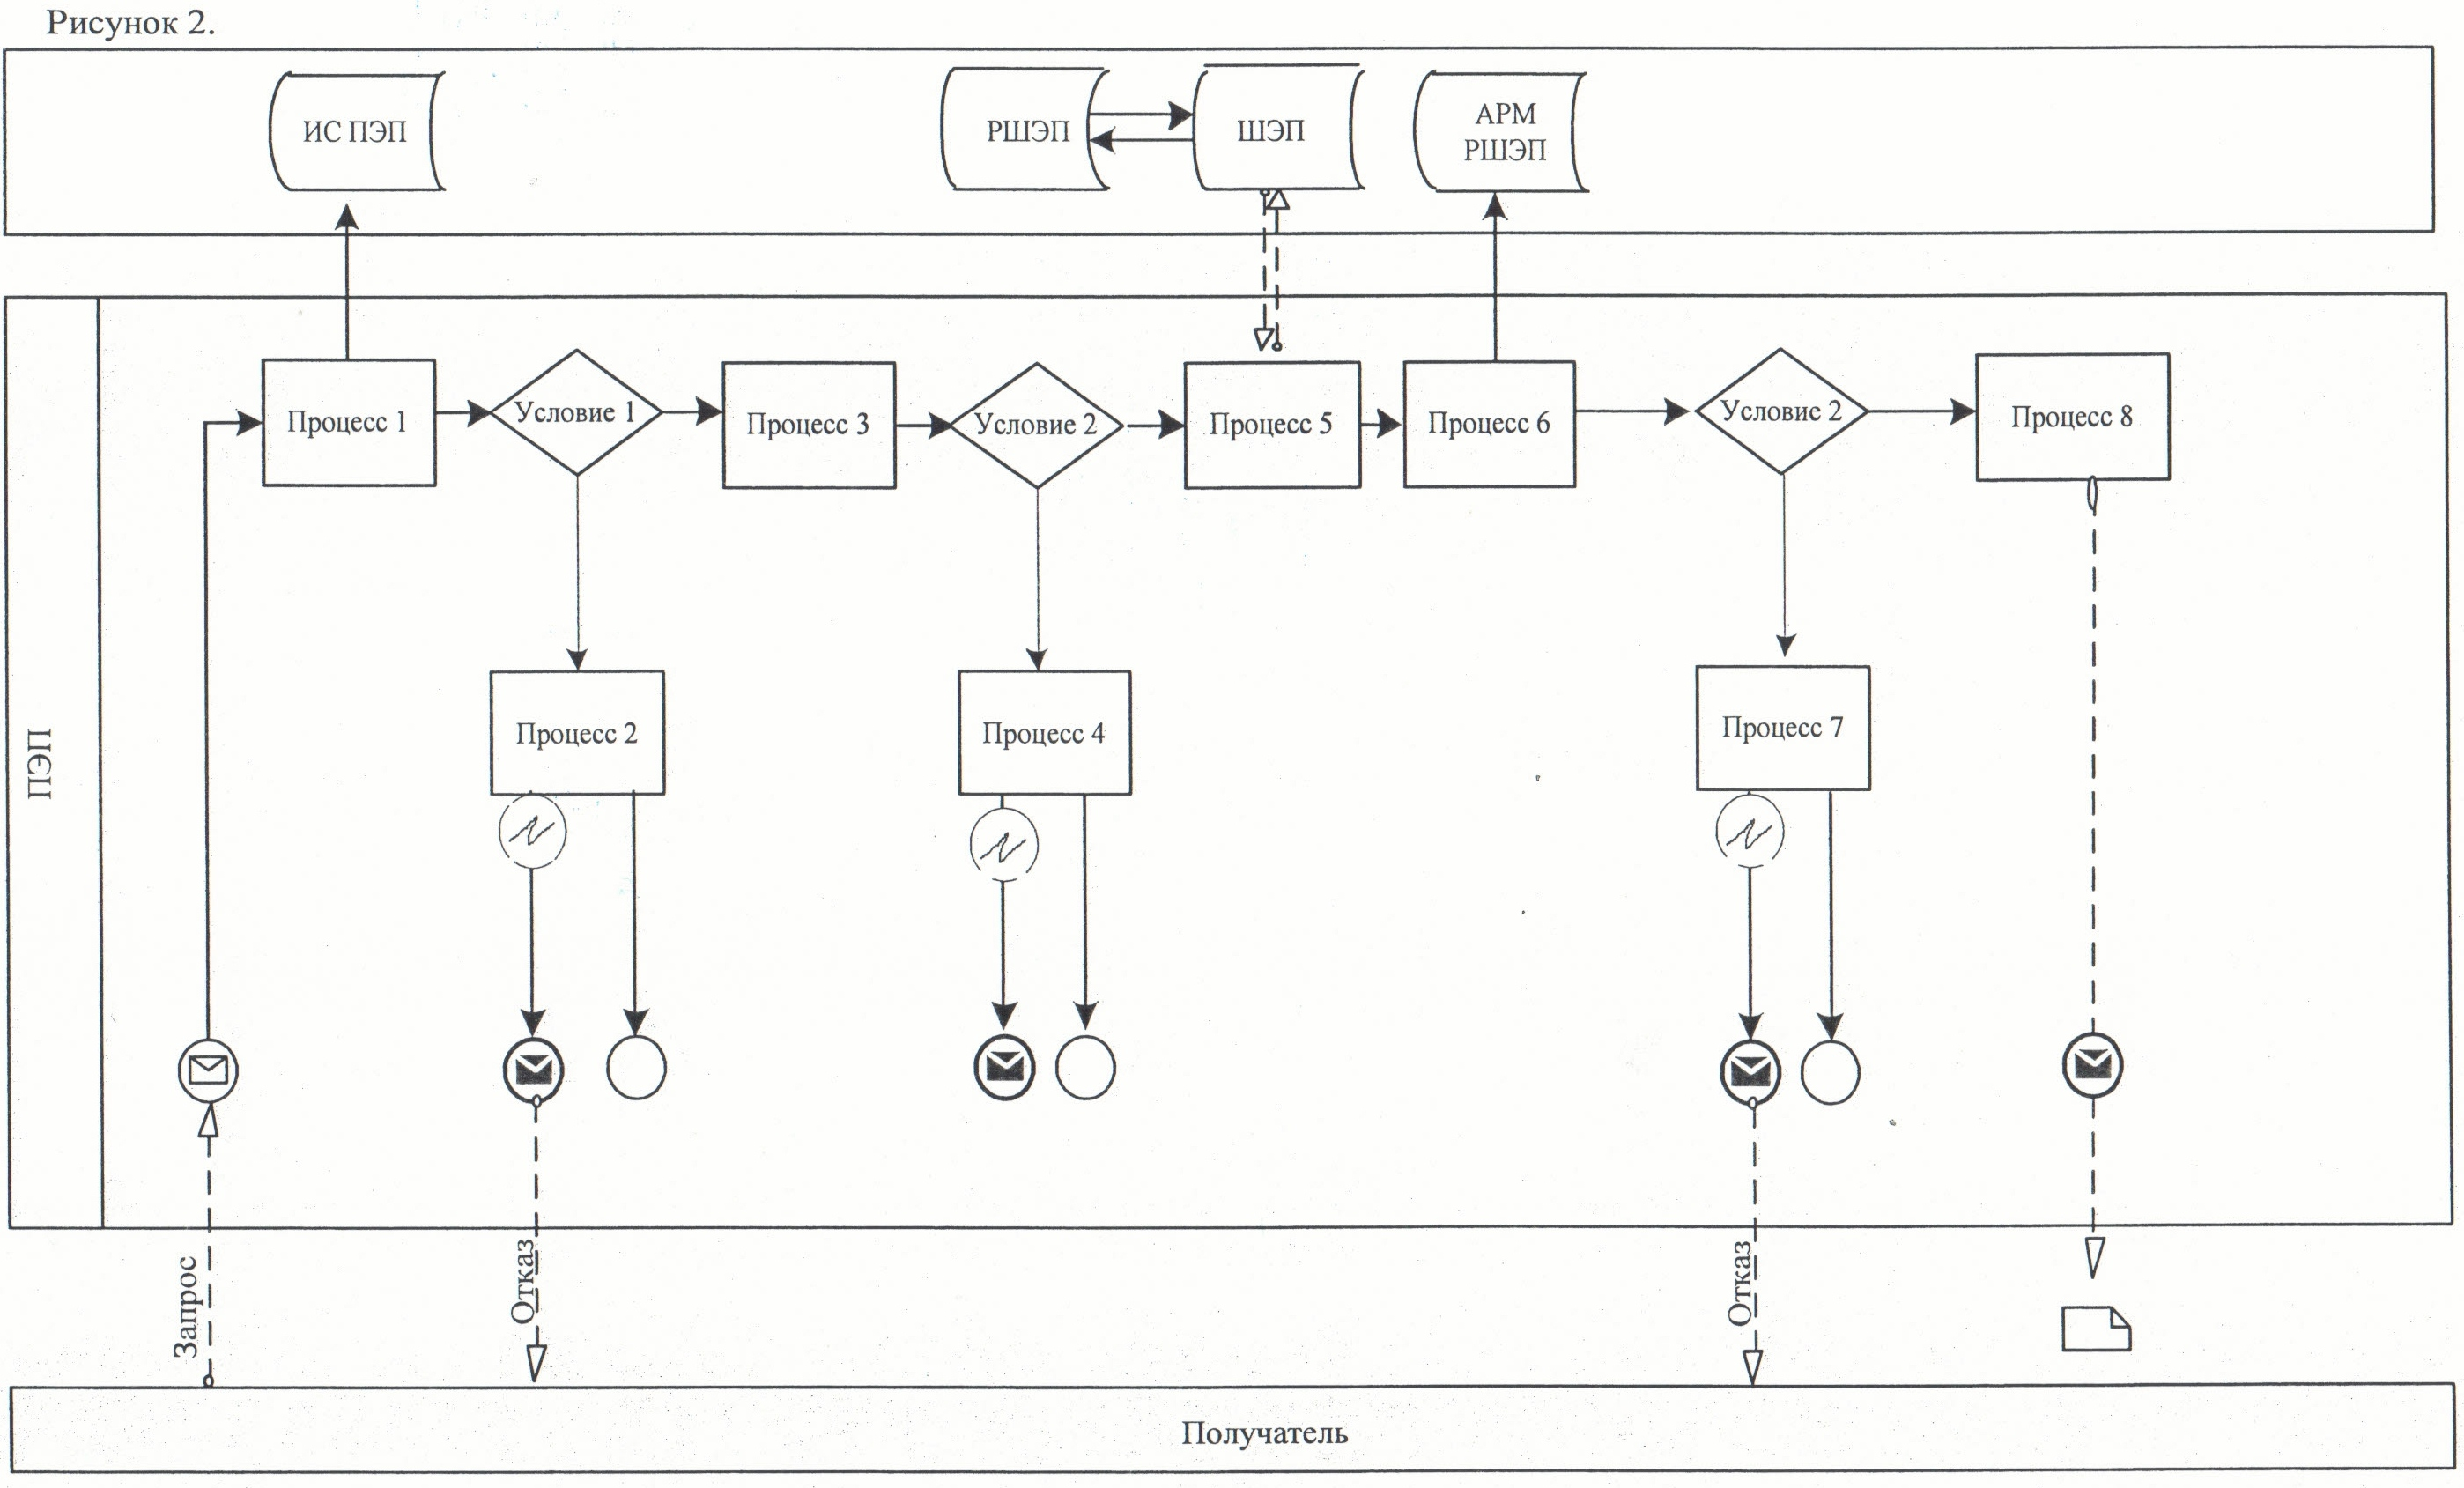 Рисунок 2.
ИС ПЭП
РШЭП
ШЭП
АРМ
РШЭП
ПЭП
Процесс 1
Условие 1
Процесс 3
Условие 2
Процесс 5
Процесс 6
Условие 2
Процесс 8
Процесс 2
Процесс 4
Процесс 7
Запрос
Отказ
Отказ
Получатель